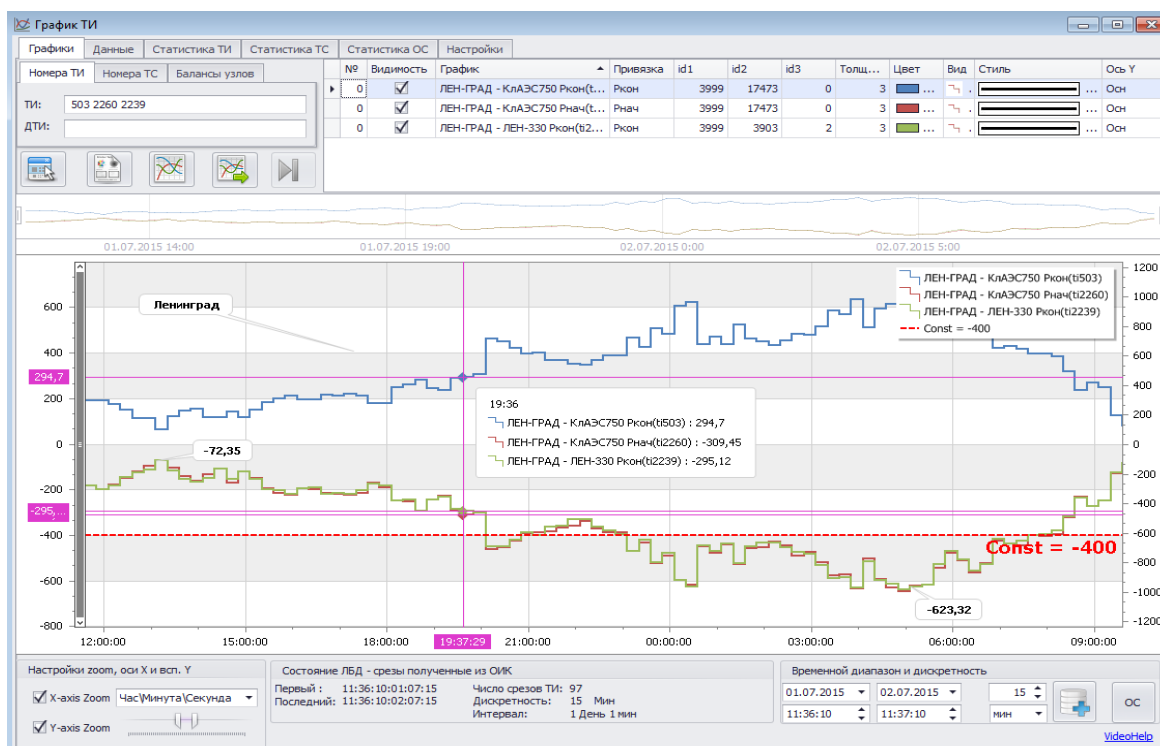 График ТИ
Графики Данные Статистика ТИ Статистика ТС Статистика ОС Настройки
Номера ТИ Номера ТС Балансы узлов
ТИ: 503 2260 2239
ДТИ:
№ Видимость График Привязка id1 id2 id3 Толщ... Цвет Вид Стиль Ось Y
0 ЛЕН-ГРАД - КлАЭС750 Ркон(t... Ркон 3999 17473 0 3 ... . ... Осн
0 ЛЕН-ГРАД - КлАЭС750 Рнач(t... Рнач 3999 17473 0 3 ... . ... Осн
0 ЛЕН-ГРАД - ЛЕН-330 Ркон(ti2... Ркон 3999 3903 2 3 ... . ... Осн
01.07.2015 14:00 01.07.2015 19:00 02.07.2015 0:00 02.07.2015 5:00
600
400
294,7
200
0
-200
-295,...
-400
-600
-800
Ленинград
-72,35
19:36
ЛЕН-ГРАД - КлАЭС750 Ркон(ti503) : 294,7
ЛЕН-ГРАД - КлАЭС750 Рнач(ti2260) : -309,45
ЛЕН-ГРАД - ЛЕН-330 Ркон(ti2239) : -295,12
ЛЕН-ГРАД - КлАЭС750 Ркон(ti503)
ЛЕН-ГРАД - КлАЭС750 Рнач(ti2260)
ЛЕН-ГРАД - ЛЕН-330 Ркон(ti2239)
Const = -400
Const = -400
-623,32
1200
1000
800
600
400
200
0
-200
-400
-600
-800
-1000
-1200
12:00:00 15:00:00 18:00:00 19:37:29 21:00:00 00:00:00 03:00:00 06:00:00 09:00:00
Настройки zoom, оси X и всп. Y
X-axis Zoom Час\Минута\Секунда
Y-axis Zoom
Состояние ЛБД - срезы полученные из ОИК
Первый : 11:36:10:01:07:15 Число срезов ТИ: 97
Последний: 11:36:10:02:07:15 Дискретность: 15 Мин
Интервал: 1 День 1 мин
Временной диапазон и дискретность
01.07.2015 02.07.2015 15
11:36:10 11:37:10 мин
ОС
VideoHelp